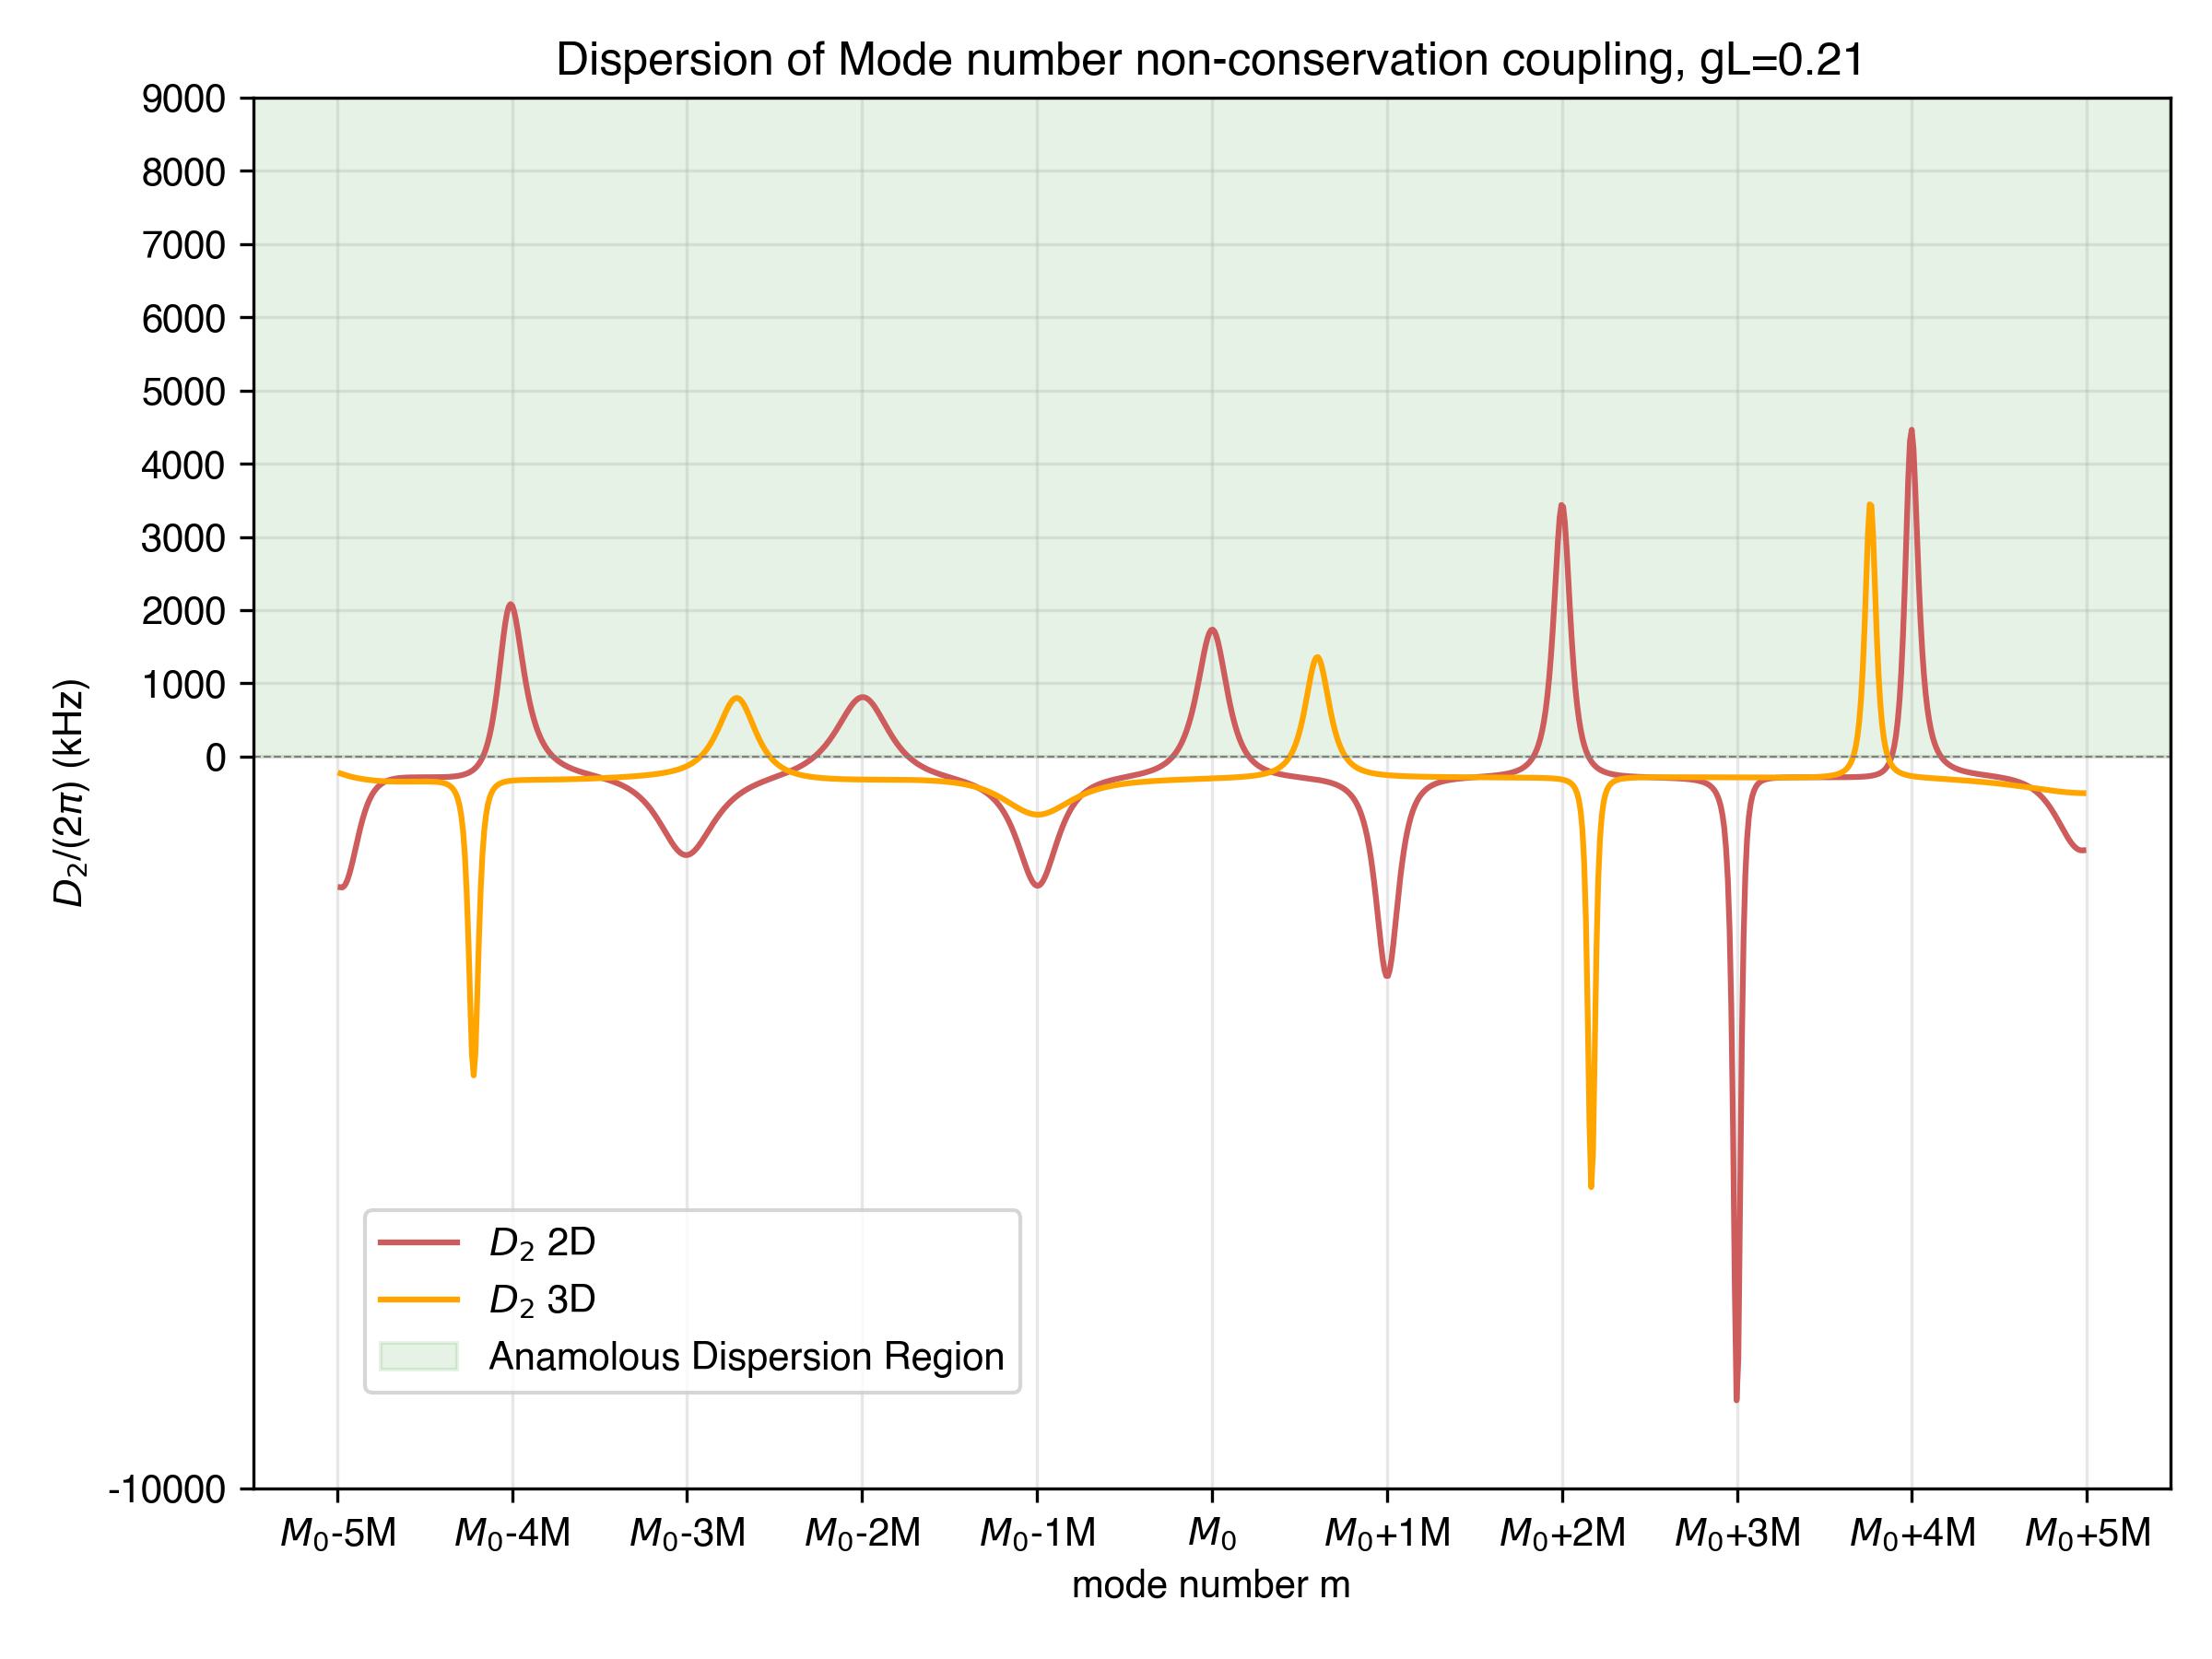 Dispersion of Mode number non-conservation coupling, gL=0.21
9000
8000
7000
6000
5000
4000
3000
2000
1000
0
-10000
D₂/(2π) (kHz)
D₂ 2D
D₂ 3D
Anamolous Dispersion Region
M₀-5M M₀-4M M₀-3M M₀-2M M₀-1M M₀ M₀+1M M₀+2M M₀+3M M₀+4M M₀+5M
mode number m